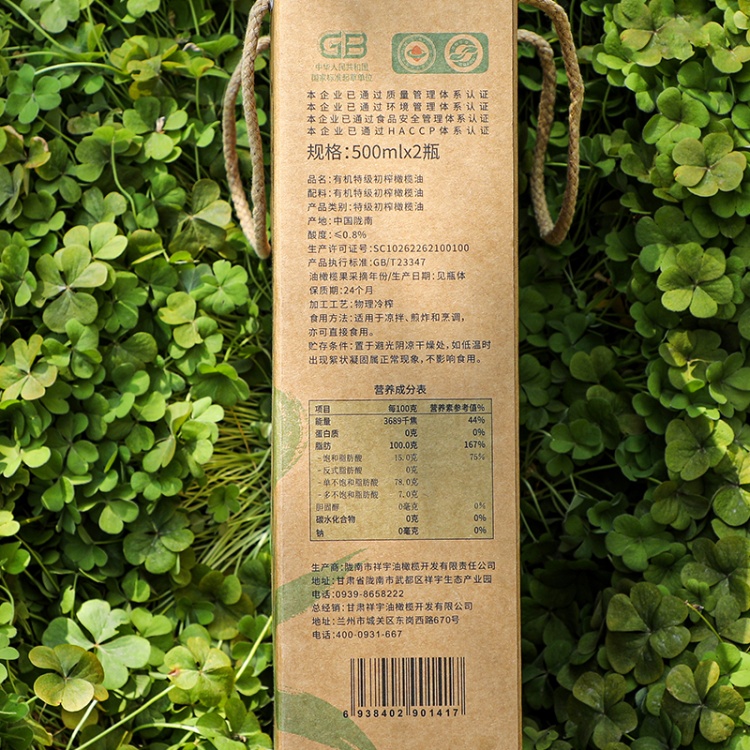 GB
中华人民共和国
国家标准起草单位
本企业已通过质量管理体系认证
本企业已通过环境管理体系认证
本企业已通过食品安全管理体系认证
本企业已通过HACCP体系认证
规格:500mlx2瓶
品名:有机特级初榨橄榄油
配料:有机特级初榨橄榄油
产品类别:特级初榨橄榄油
产地:中国陇南
酸度:≤0.8%
生产许可证号:SC10262262100100
产品执行标准:GB/T23347
油橄榄果采摘年份/生产日期:见瓶体
保质期:24个月
加工工艺:物理冷榨
食用方法:适用于凉拌、煎炸和烹调,
亦可直接食用。
贮存条件:置于避光阴凉干燥处,如低温时
出现絮状凝固属正常现象,不影响食用。
营养成分表
项目 每100克 营养素参考值%
能量 3689千焦 44%
蛋白质 0克 0%
脂肪 100.0克 167%
-饱和脂肪酸 15.0克 75%
-反式脂肪酸 0克
-单不饱和脂肪酸 78.0克
-多不饱和脂肪酸 7.0克
胆固醇 0毫克 0%
碳水化合物 0克 0%
钠 0毫克 0%
生产商:陇南市祥宇油橄榄开发有限责任公司
地址:甘肃省陇南市武都区祥宇生态产业园
电话:0939-8658222
总经销:甘肃祥宇油橄榄开发有限公司
地址:兰州市城关区东岗西路670号
电话:400-0931-667
6 938402 901417